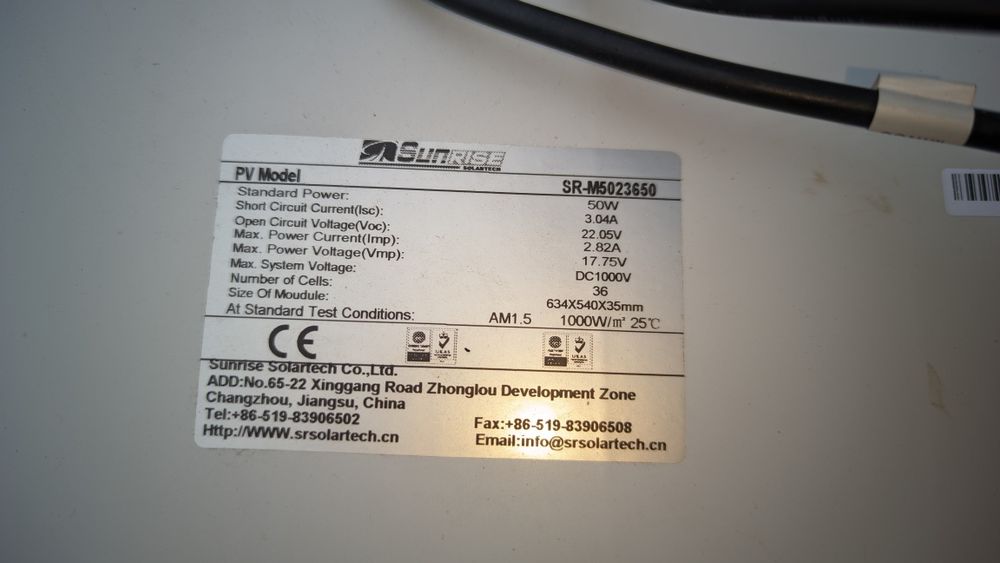 SUNRISE
SOLARTECH
PV Model SR-M5023650
Standard Power: 50W
Short Circuit Current(Isc): 3.04A
Open Circuit Voltage(Voc): 22.05V
Max. Power Current(Imp): 2.82A
Max. Power Voltage(Vmp): 17.75V
Max. System Voltage: DC1000V
Number of Cells: 36
Size Of Moudule: 634X540X35mm
At Standard Test Conditions: AM1.5 1000W/m² 25℃
CE
UKAS UKAS
Sunrise Solartech Co.,Ltd.
ADD:No.65-22 Xinggang Road Zhonglou Development Zone
Changzhou, Jiangsu, China
Tel:+86-519-83906502 Fax:+86-519-83906508
Http://WWW.srsolartech.cn Email:info@srsolartech.cn